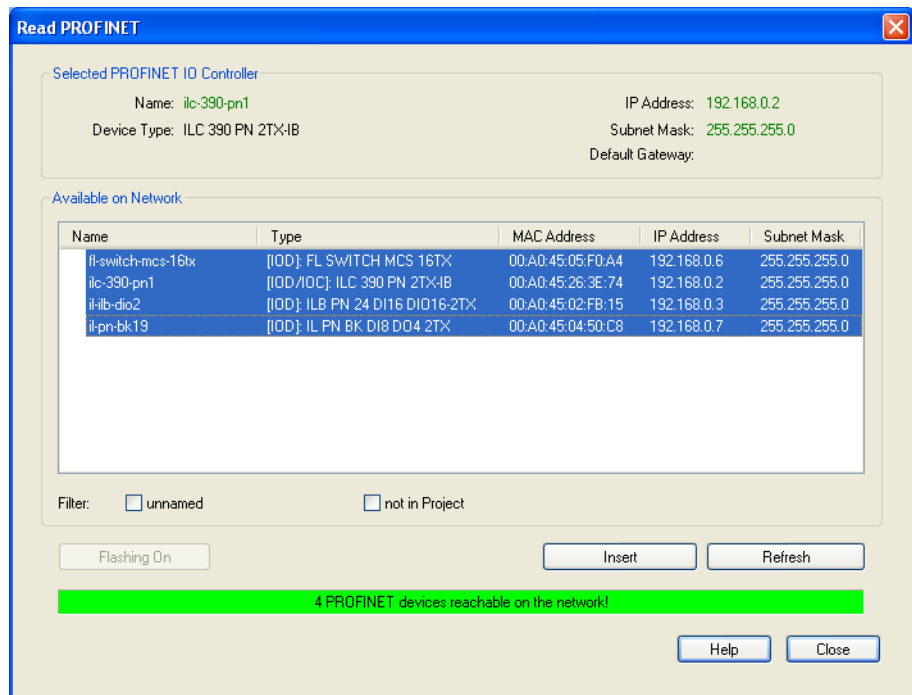 Read PROFINET
Selected PROFINET IO Controller
Name: ilc-390-pn1 IP Address: 192.168.0.2
Device Type: ILC 390 PN 2TX-IB Subnet Mask: 255.255.255.0
Default Gateway:
Available on Network
Name Type MAC Address IP Address Subnet Mask
fl-switch-mcs-16tx [IOD]: FL SWITCH MCS 16TX 00:A0:45:05:F0:A4 192.168.0.6 255.255.255.0
ilc-390-pn1 [IOD/IOC]: ILC 390 PN 2TX-IB 00:A0:45:26:3E:74 192.168.0.2 255.255.255.0
il-ilb-dio2 [IOD]: ILB PN 24 DI16 DIO16-2TX 00:A0:45:02:FB:15 192.168.0.3 255.255.255.0
il-pn-bk19 [IOD]: IL PN BK DI8 DO4 2TX 00:A0:45:04:50:C8 192.168.0.7 255.255.255.0
Filter: unnamed not in Project
Flashing On Insert Refresh
4 PROFINET devices reachable on the network!
Help Close